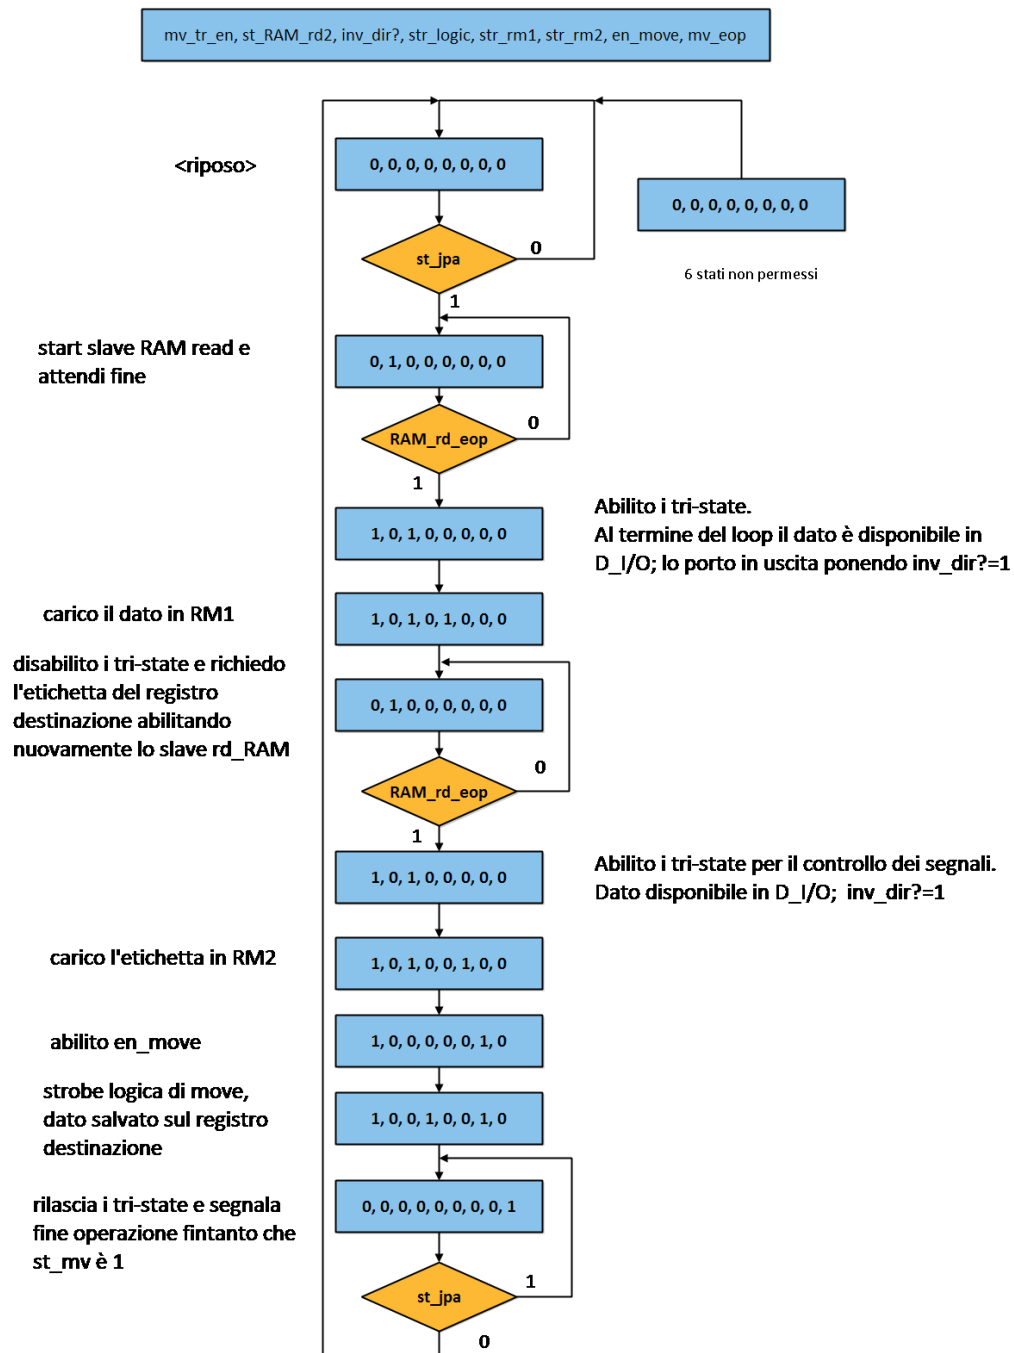 mv_tr_en, st_RAM_rd2, inv_dir?, str_logic, str_rm1, str_rm2, en_move, mv_eop
<riposo>
0, 0, 0, 0, 0, 0, 0, 0
0, 0, 0, 0, 0, 0, 0, 0
6 stati non permessi
st_jpa
0
1
start slave RAM read e
attendi fine
0, 1, 0, 0, 0, 0, 0, 0
RAM_rd_eop
0
1
Abilito i tri-state.
Al termine del loop il dato è disponibile in
D_I/O; lo porto in uscita ponendo inv_dir?=1
1, 0, 1, 0, 0, 0, 0, 0
carico il dato in RM1
1, 0, 1, 0, 1, 0, 0, 0
disabilito i tri-state e richiedo
l'etichetta del registro
destinazione abilitando
nuovamente lo slave rd_RAM
0, 1, 0, 0, 0, 0, 0, 0
RAM_rd_eop
0
1
Abilito i tri-state per il controllo dei segnali.
Dato disponibile in D_I/O; inv_dir?=1
1, 0, 1, 0, 0, 0, 0, 0
carico l'etichetta in RM2
1, 0, 1, 0, 0, 1, 0, 0
abilito en_move
1, 0, 0, 0, 0, 0, 1, 0
strobe logica di move,
dato salvato sul registro
destinazione
1, 0, 0, 1, 0, 0, 1, 0
rilascia i tri-state e segnala
fine operazione fintanto che
st_mv è 1
0, 0, 0, 0, 0, 0, 0, 0, 1
st_jpa
1
0